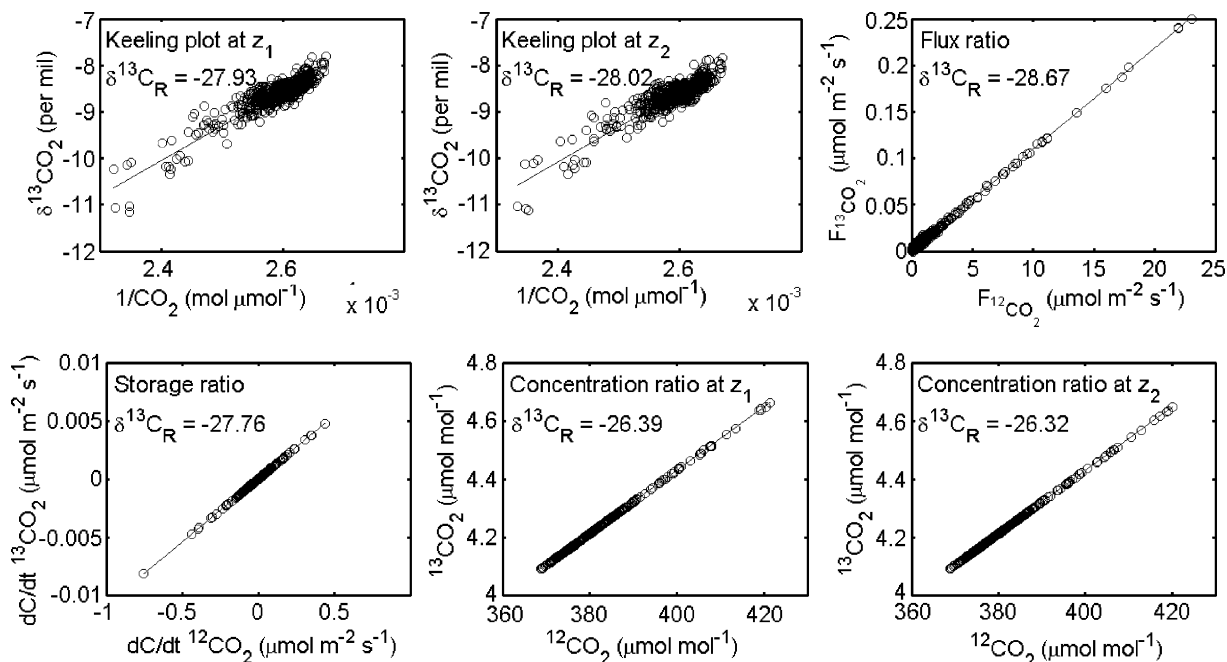 Keeling plot at z₁
δ¹³C_R = -27.93
δ¹³CO₂ (per mil)
-7
-8
-9
-10
-11
-12
2.4
2.6
1/CO₂ (mol μmol⁻¹)
x 10⁻³
Keeling plot at z₂
δ¹³C_R = -28.02
δ¹³CO₂ (per mil)
-7
-8
-9
-10
-11
-12
2.4
2.6
1/CO₂ (mol μmol⁻¹)
x 10⁻³
Flux ratio
δ¹³C_R = -28.67
F¹³CO₂ (μmol m⁻² s⁻¹)
0.25
0.2
0.15
0.1
0.05
0
0
5
10
15
20
25
F¹²CO₂ (μmol m⁻² s⁻¹)
Storage ratio
δ¹³C_R = -27.76
dC/dt ¹³CO₂ (μmol m⁻² s⁻¹)
0.01
0.005
0
-0.005
-0.01
-1
-0.5
0
0.5
dC/dt ¹²CO₂ (μmol m⁻² s⁻¹)
Concentration ratio at z₁
δ¹³C_R = -26.39
¹³CO₂ (μmol mol⁻¹)
4.8
4.6
4.4
4.2
4
360
380
400
420
¹²CO₂ (μmol mol⁻¹)
Concentration ratio at z₂
δ¹³C_R = -26.32
¹³CO₂ (μmol mol⁻¹)
4.8
4.6
4.4
4.2
4
360
380
400
420
¹²CO₂ (μmol mol⁻¹)